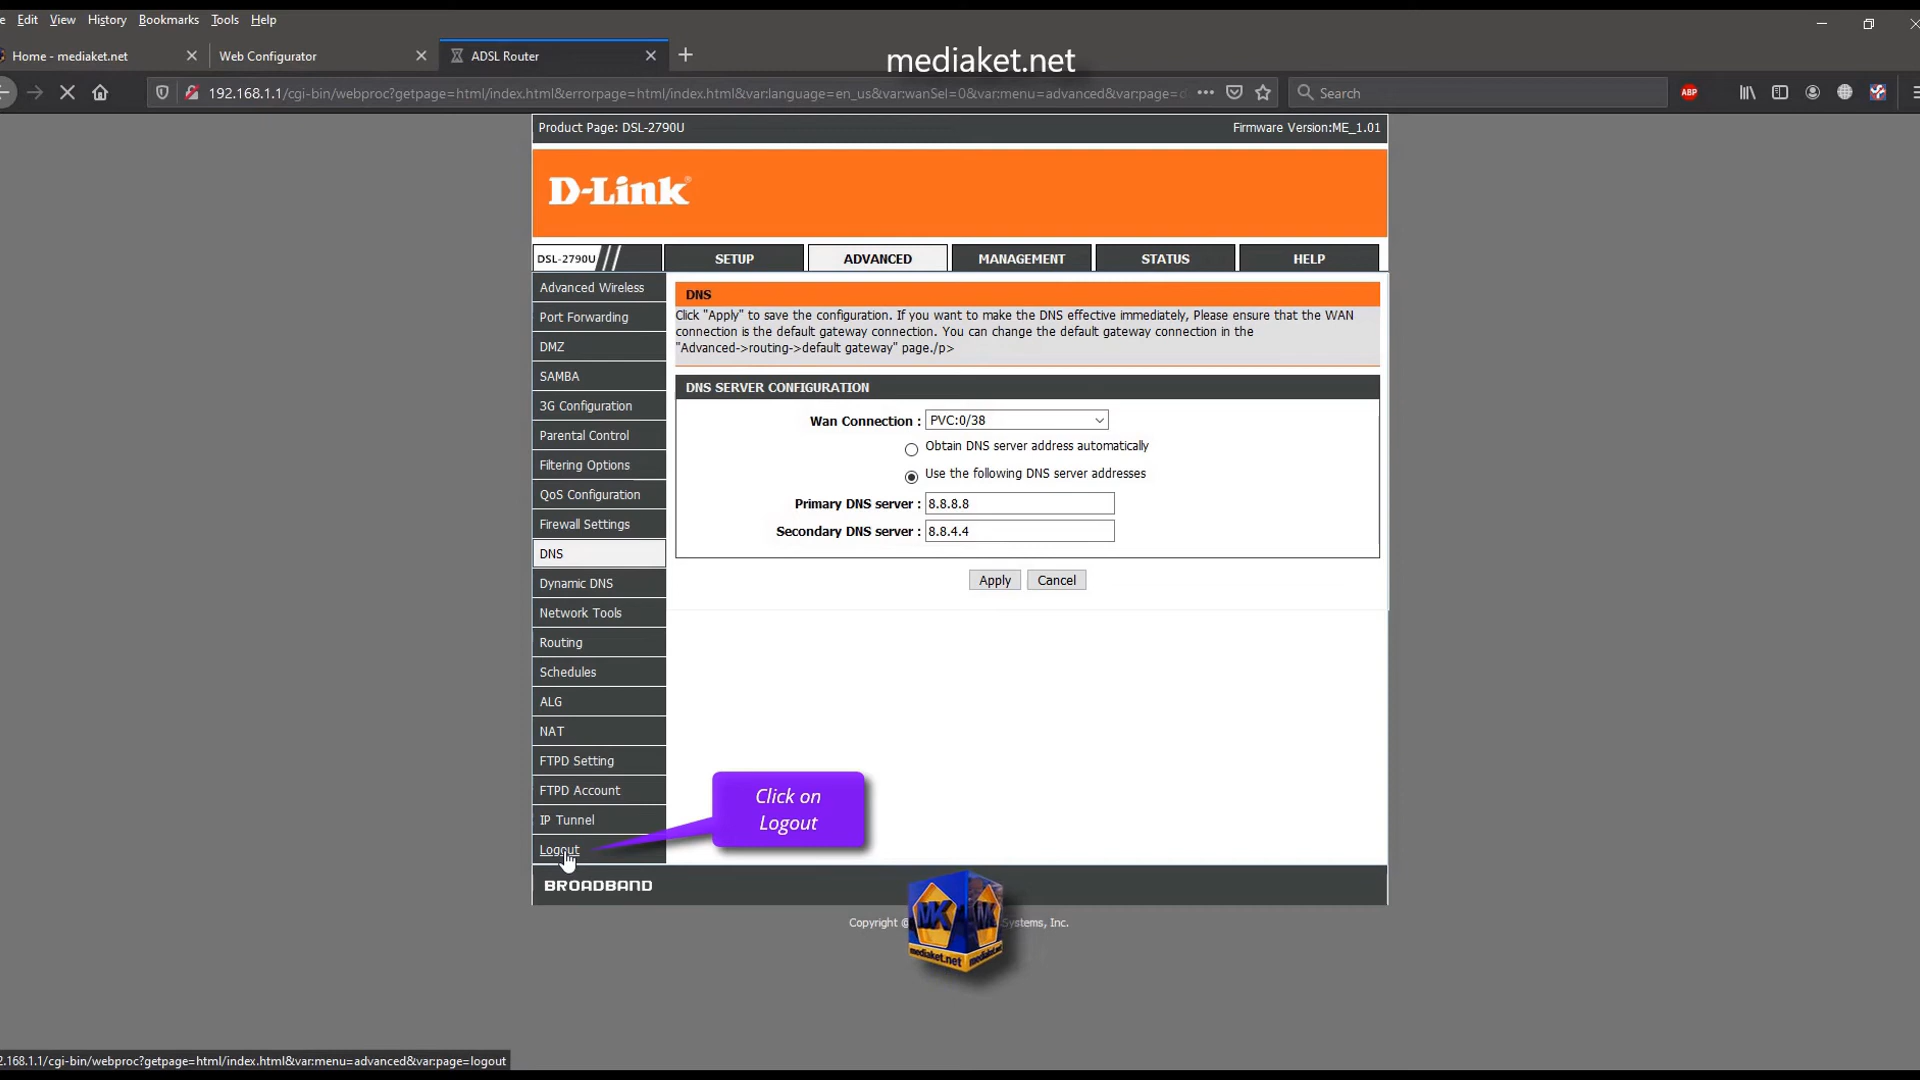 Edit View History Bookmarks Tools Help
Home - mediaket.net
Web Configurator
ADSL Router
mediaket.net
192.168.1.1/cgi-bin/webproc?getpage=html/index.html&errorpage=html/index.html&var:language=en_us&var:wanSel=0&var:menu=advanced&var:page=
Search
ABP
Product Page: DSL-2790U
Firmware Version:ME_1.01
D-Link
DSL-2790U
SETUP
ADVANCED
MANAGEMENT
STATUS
HELP
Advanced Wireless
Port Forwarding
DMZ
SAMBA
3G Configuration
Parental Control
Filtering Options
QoS Configuration
Firewall Settings
DNS
Dynamic DNS
Network Tools
Routing
Schedules
ALG
NAT
FTPD Setting
FTPD Account
IP Tunnel
Logout
DNS
Click "Apply" to save the configuration. If you want to make the DNS effective immediately, Please ensure that the WAN
connection is the default gateway connection. You can change the default gateway connection in the
"Advanced->routing->default gateway" page./p>
DNS SERVER CONFIGURATION
Wan Connection : PVC:0/38
Obtain DNS server address automatically
Use the following DNS server addresses
Primary DNS server : 8.8.8.8
Secondary DNS server : 8.8.4.4
Apply Cancel
Click on
Logout
BROADBAND
Copyright © Systems, Inc.
MK
mediaket.net
mediaket.net
2.168.1.1/cgi-bin/webproc?getpage=html/index.html&var:menu=advanced&var:page=logout